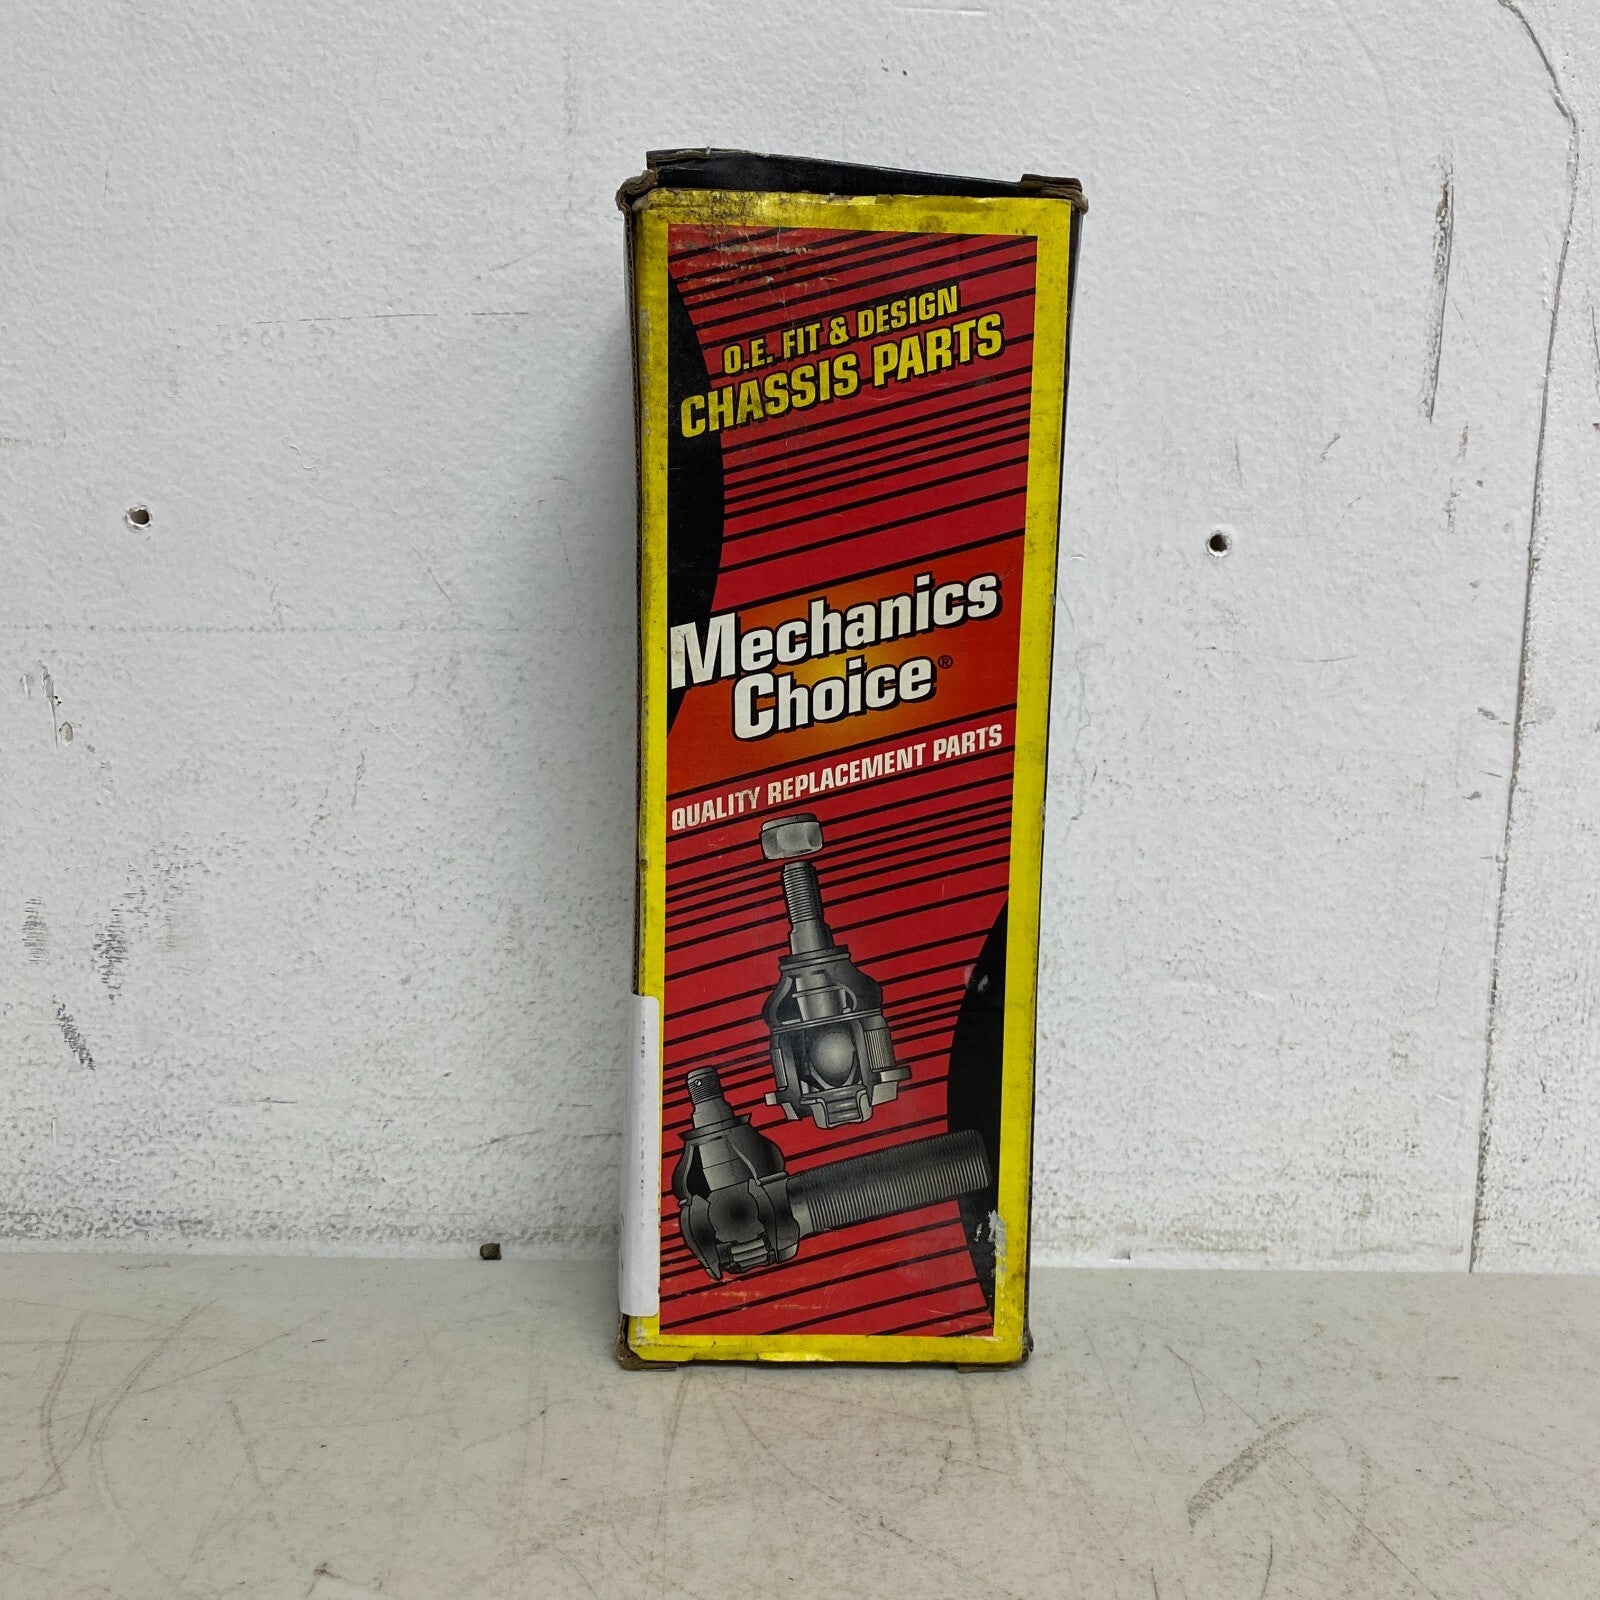 O.E. FIT & DESIGN
CHASSIS PARTS
Mechanics
Choice®
QUALITY REPLACEMENT PARTS